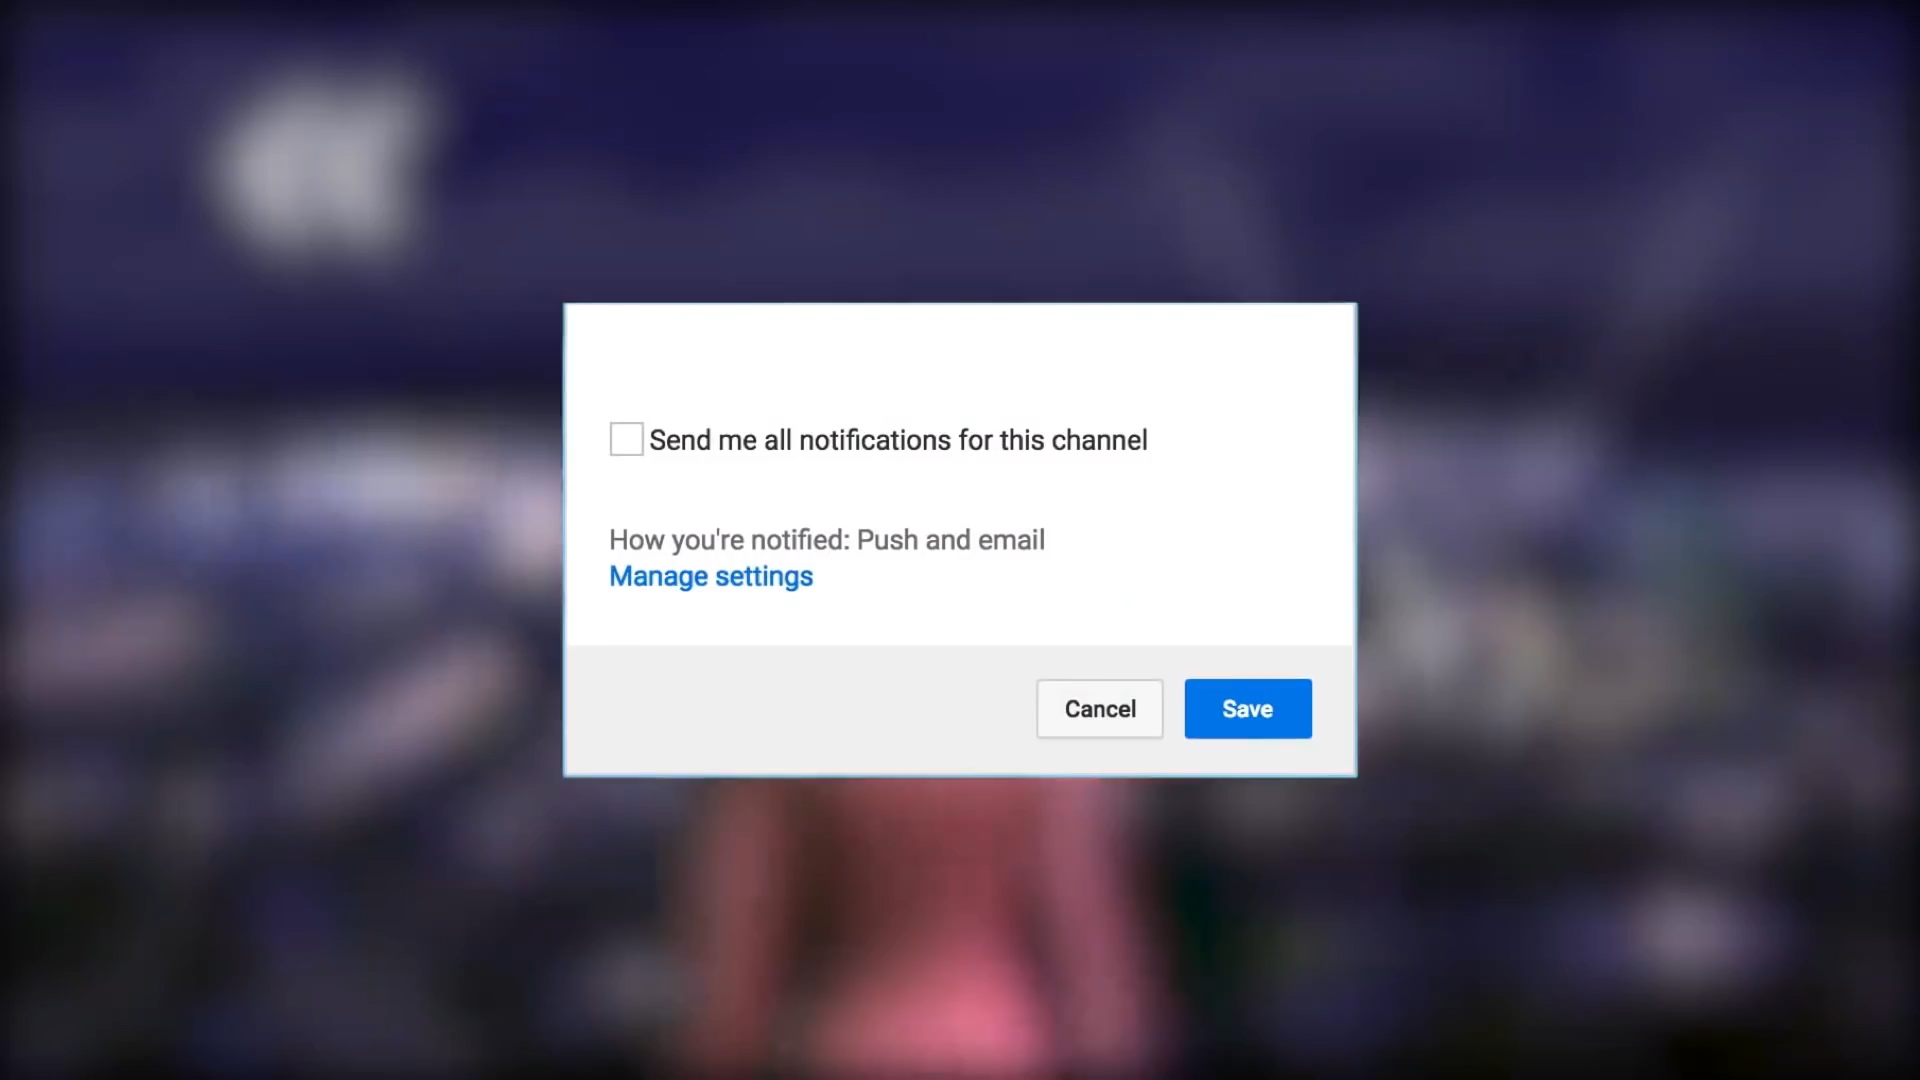 Send me all notifications for this channel
How you're notified: Push and email
Manage settings
Cancel
Save